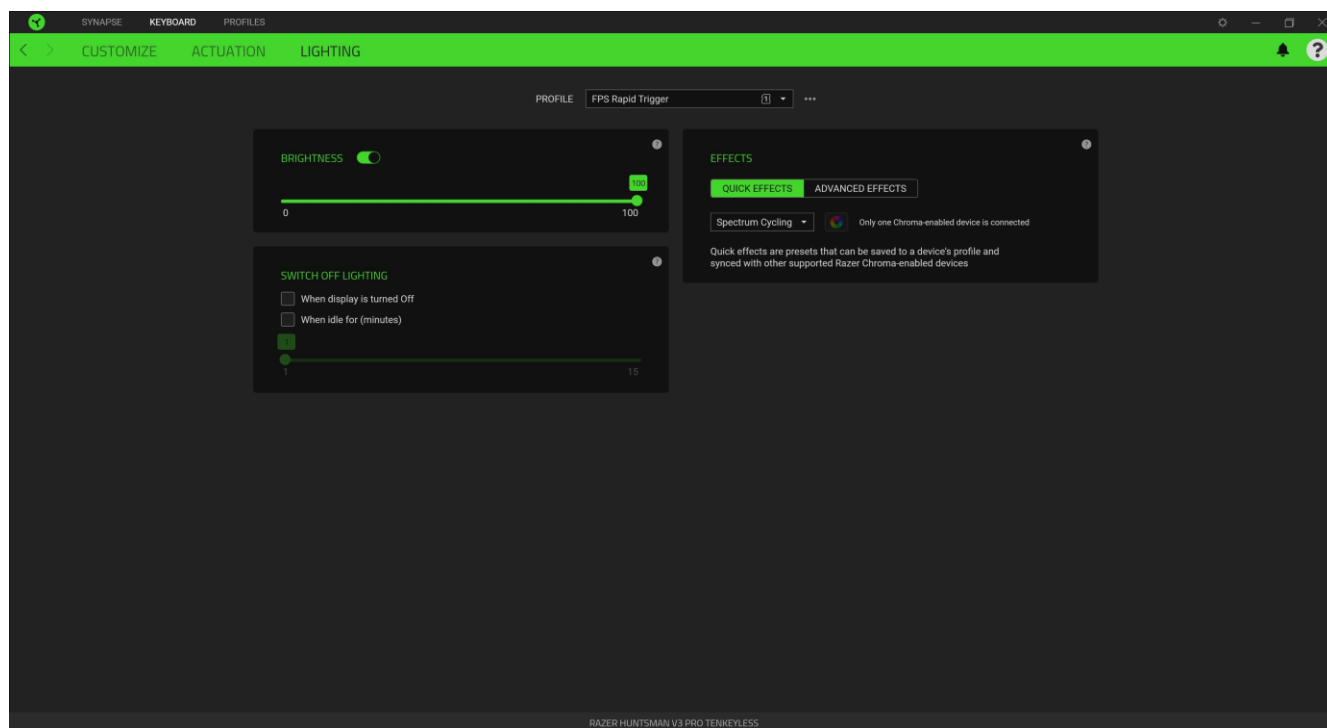 SYNAPSE KEYBOARD PROFILES
CUSTOMIZE ACTUATION LIGHTING
?
PROFILE FPS Rapid Trigger 1
?
BRIGHTNESS
100
0 100
?
SWITCH OFF LIGHTING
When display is turned Off
When idle for (minutes)
1
1 15
?
EFFECTS
QUICK EFFECTS ADVANCED EFFECTS
Spectrum Cycling Only one Chroma-enabled device is connected
Quick effects are presets that can be saved to a device's profile and
synced with other supported Razer Chroma-enabled devices
RAZER HUNTSMAN V3 PRO TENKEYLESS